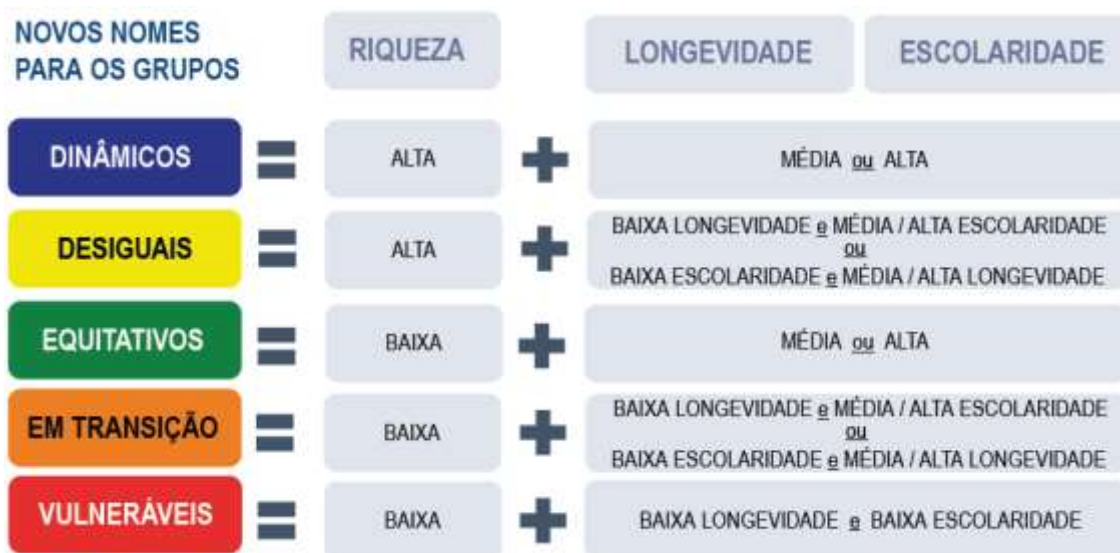 NOVOS NOMES
PARA OS GRUPOS
RIQUEZA
LONGEVIDADE
ESCOLARIDADE
DINÂMICOS
ALTA
MÉDIA ou ALTA
DESIGUAIS
ALTA
BAIXA LONGEVIDADE e MÉDIA / ALTA ESCOLARIDADE
ou
BAIXA ESCOLARIDADE e MÉDIA / ALTA LONGEVIDADE
EQUITATIVOS
BAIXA
MÉDIA ou ALTA
EM TRANSIÇÃO
BAIXA
BAIXA LONGEVIDADE e MÉDIA / ALTA ESCOLARIDADE
ou
BAIXA ESCOLARIDADE e MÉDIA / ALTA LONGEVIDADE
VULNERÁVEIS
BAIXA
BAIXA LONGEVIDADE e BAIXA ESCOLARIDADE